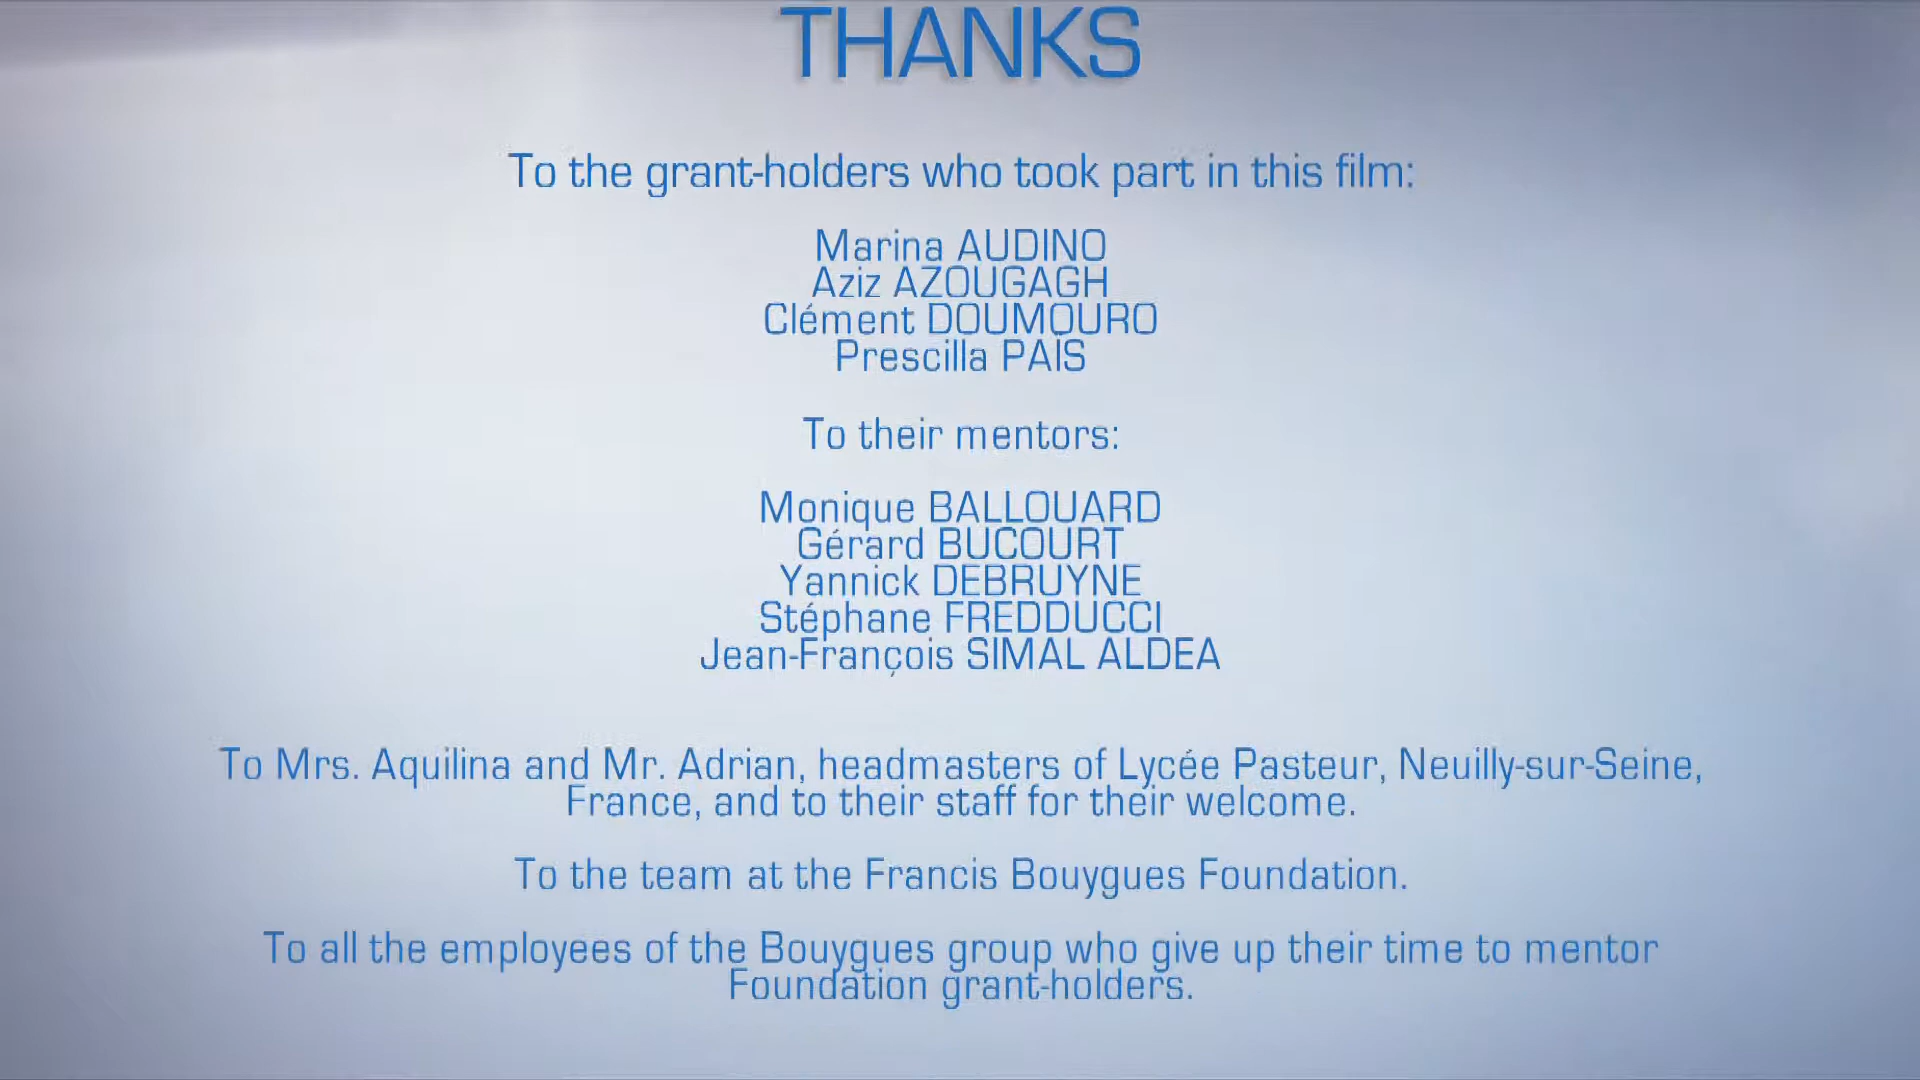 THANKS
To the grant-holders who took part in this film:
Marina AUDINO
Aziz AZOUGAGH
Clément DOUMOURO
Prescilla PAÏS
To their mentors:
Monique BALLOUARD
Gérard BUCOURT
Yannick DEBRUYNE
Stéphane FREDDUCCI
Jean-François SIMAL ALDEA
To Mrs. Aquilina and Mr. Adrian, headmasters of Lycée Pasteur, Neuilly-sur-Seine,
France, and to their staff for their welcome.
To the team at the Francis Bouygues Foundation.
To all the employees of the Bouygues group who give up their time to mentor
Foundation grant-holders.